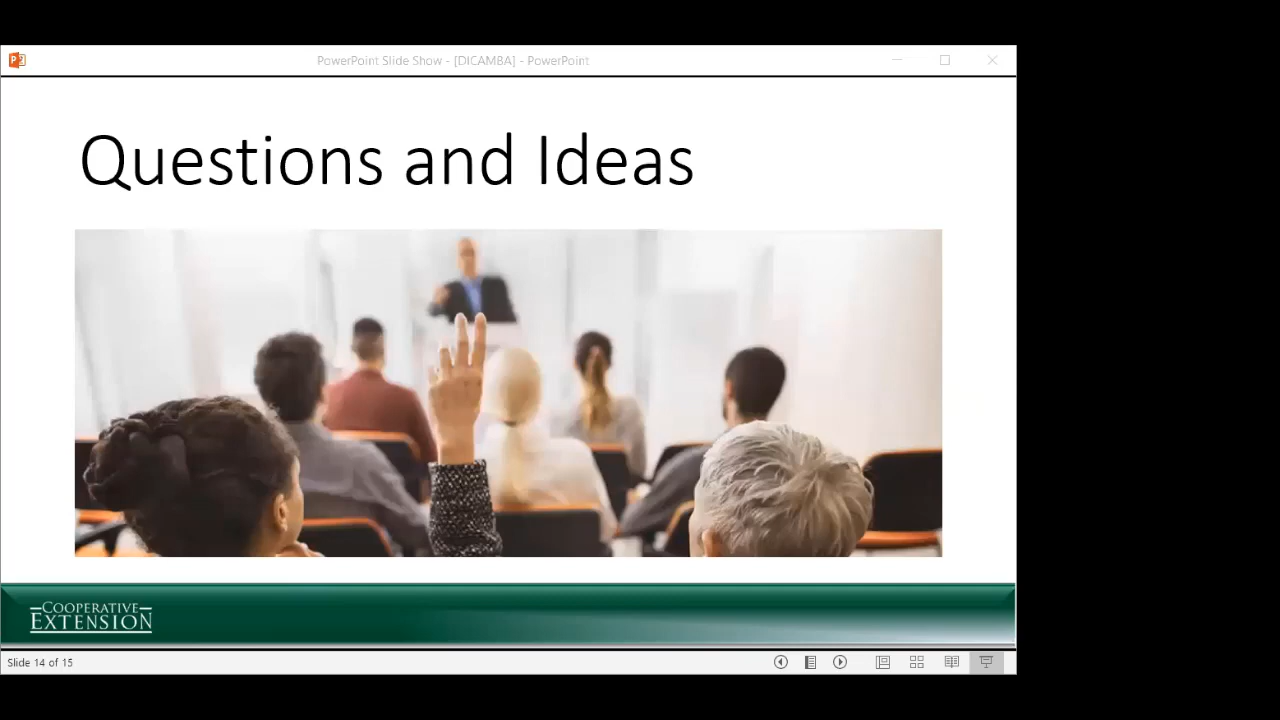 PowerPoint Slide Show - [DICAMBA] - PowerPoint
Questions and Ideas
COOPERATIVE
EXTENSION
Slide 14 of 15